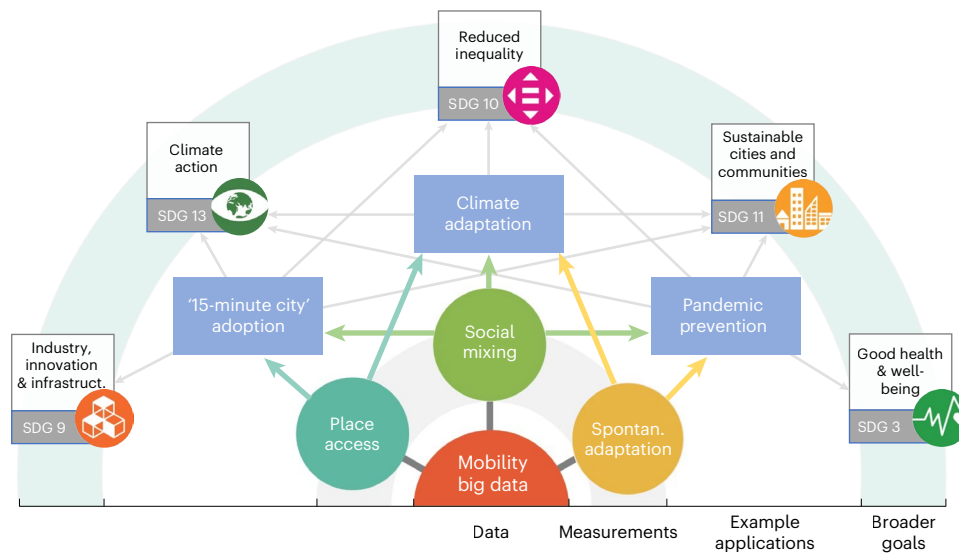 Reduced
inequality
SDG 10
Climate
action
SDG 13
Sustainable
cities and
communities
SDG 11
Climate
adaptation
'15-minute city'
adoption
Pandemic
prevention
Social
mixing
Industry,
innovation
& infrastruct.
SDG 9
Good health
& well-
being
SDG 3
Place
access
Spontan.
adaptation
Mobility
big data
Data
Measurements
Example
applications
Broader
goals